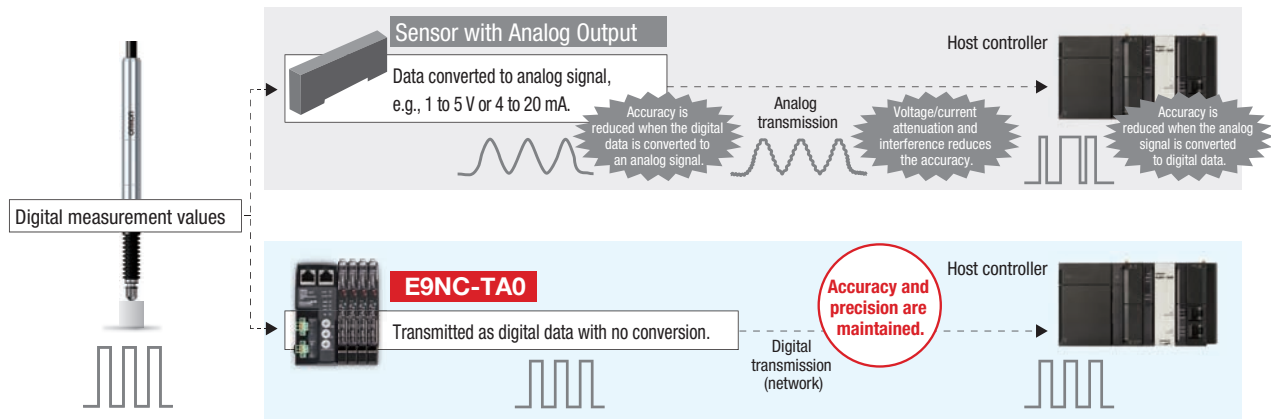 Sensor with Analog Output
Data converted to analog signal,
e.g., 1 to 5 V or 4 to 20 mA.
Accuracy is
reduced when the digital
data is converted to
an analog signal.
Analog
transmission
Voltage/current
attenuation and
interference reduces
the accuracy.
Host controller
Accuracy is
reduced when the analog
signal is converted
to digital data.
omron
Digital measurement values
E9NC-TA0
Transmitted as digital data with no conversion.
Digital
transmission
(network)
Accuracy and
precision are
maintained.
Host controller